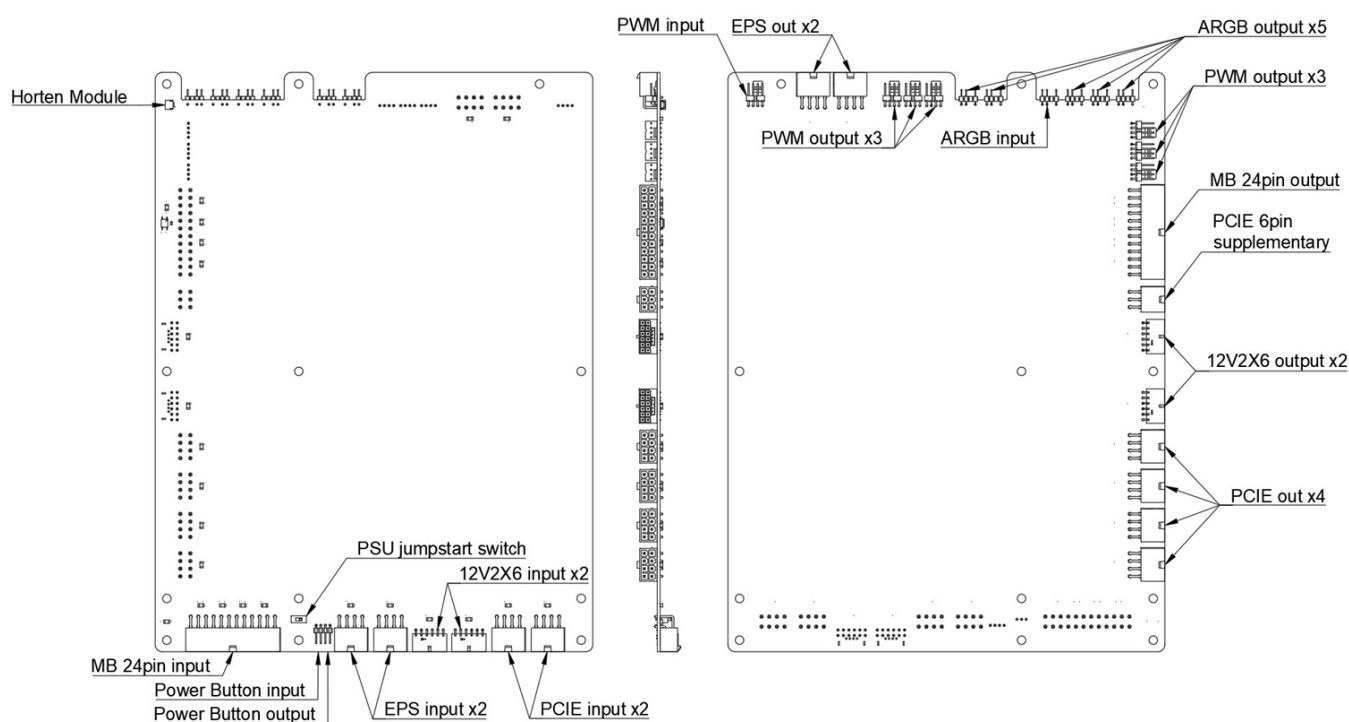 PWM input
EPS out x2
ARGB output x5
Horten Module
PWM output x3
PWM output x3
ARGB input
MB 24pin output
PCIE 6pin
supplementary
12V2X6 output x2
PCIE out x4
PSU jumpstart switch
12V2X6 input x2
MB 24pin input
Power Button input
Power Button output
EPS input x2
PCIE input x2